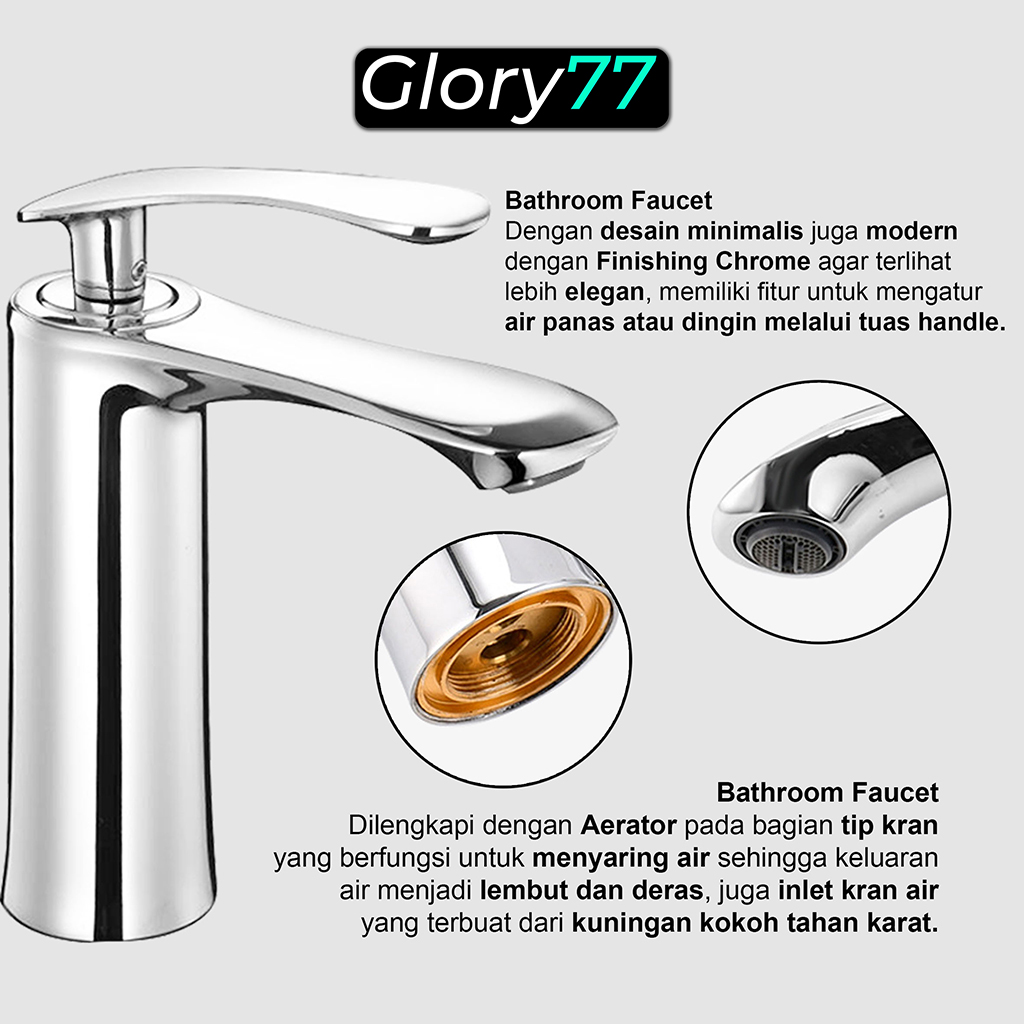 Glory77
Bathroom Faucet
Dengan desain minimalis juga modern
dengan Finishing Chrome agar terlihat
lebih elegan, memiliki fitur untuk mengatur
air panas atau dingin melalui tuas handle.
Bathroom Faucet
Dilengkapi dengan Aerator pada bagian tip kran
yang berfungsi untuk menyaring air sehingga keluaran
air menjadi lembut dan deras, juga inlet kran air
yang terbuat dari kuningan kokoh tahan karat.